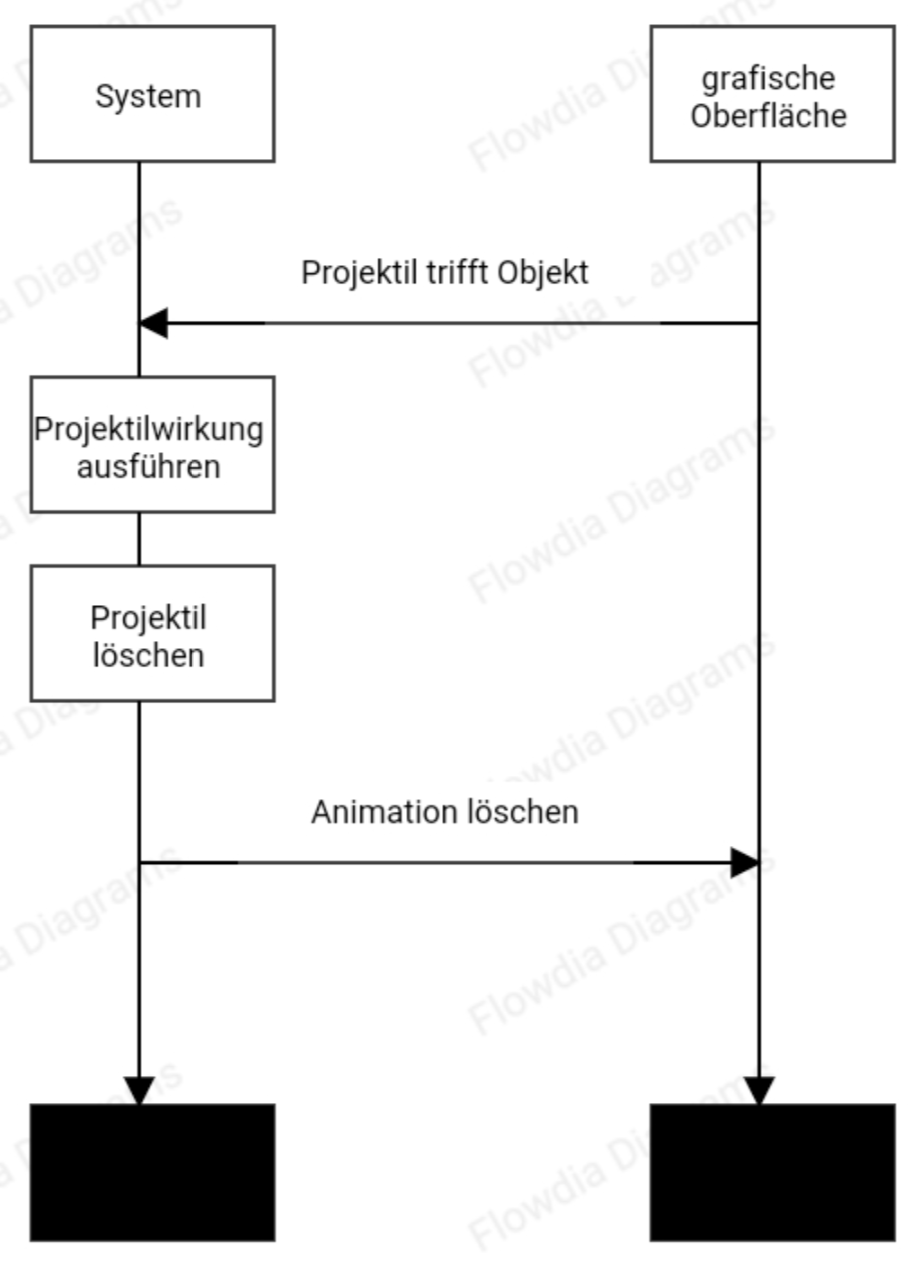 System
grafische
Oberfläche
Projektil trifft Objekt
Projektilwirkung
ausführen
Projektil
löschen
Animation löschen
Flowdia Diagrams